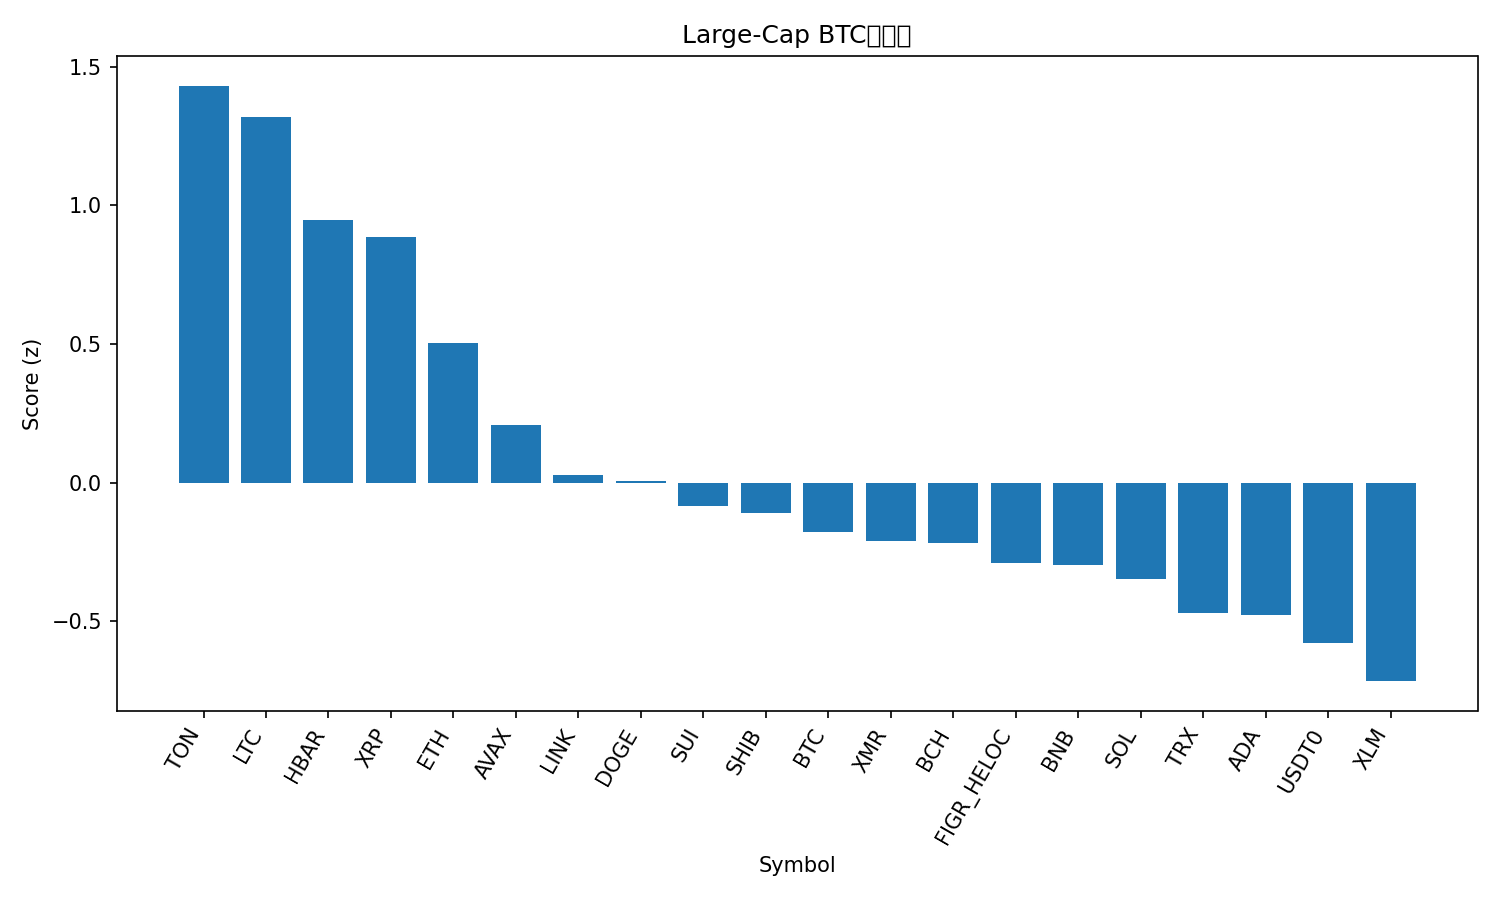 Large-Cap BTC
1.5
1.0
0.5
0.0
−0.5
Score (z)
TON
LTC
HBAR
XRP
ETH
AVAX
LINK
DOGE
SUI
SHIB
BTC
XMR
BCH
FIGR_HELOC
BNB
SOL
TRX
ADA
USDT0
XLM
Symbol